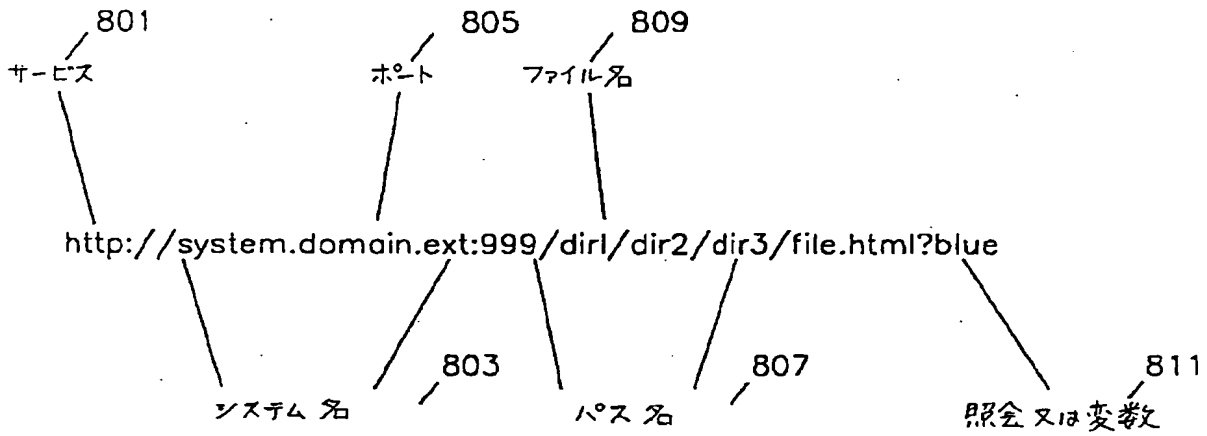 801 805 809
サービス ポート ファイル名
http://system.domain.ext:999/dir1/dir2/dir3/file.html?blue
803 807 811
システム名 パス名 照会又は変数